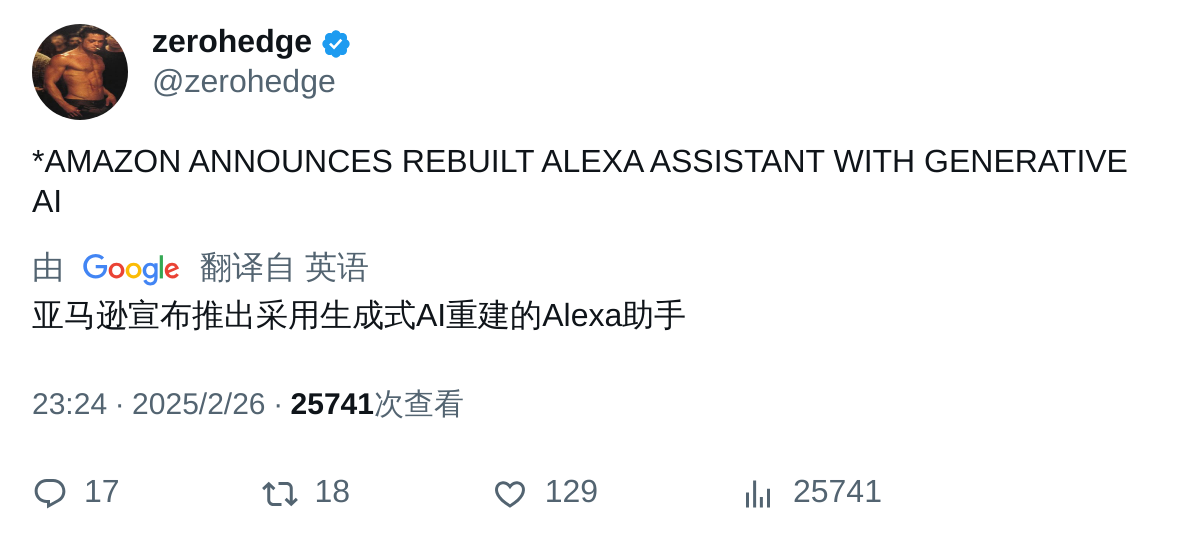 zerohedge
@zerohedge
*AMAZON ANNOUNCES REBUILT ALEXA ASSISTANT WITH GENERATIVE
AI
由 Google 翻译自 英语
亚马逊宣布推出采用生成式AI重建的Alexa助手
23:24 · 2025/2/26 · 25741次查看
17 18 129 25741